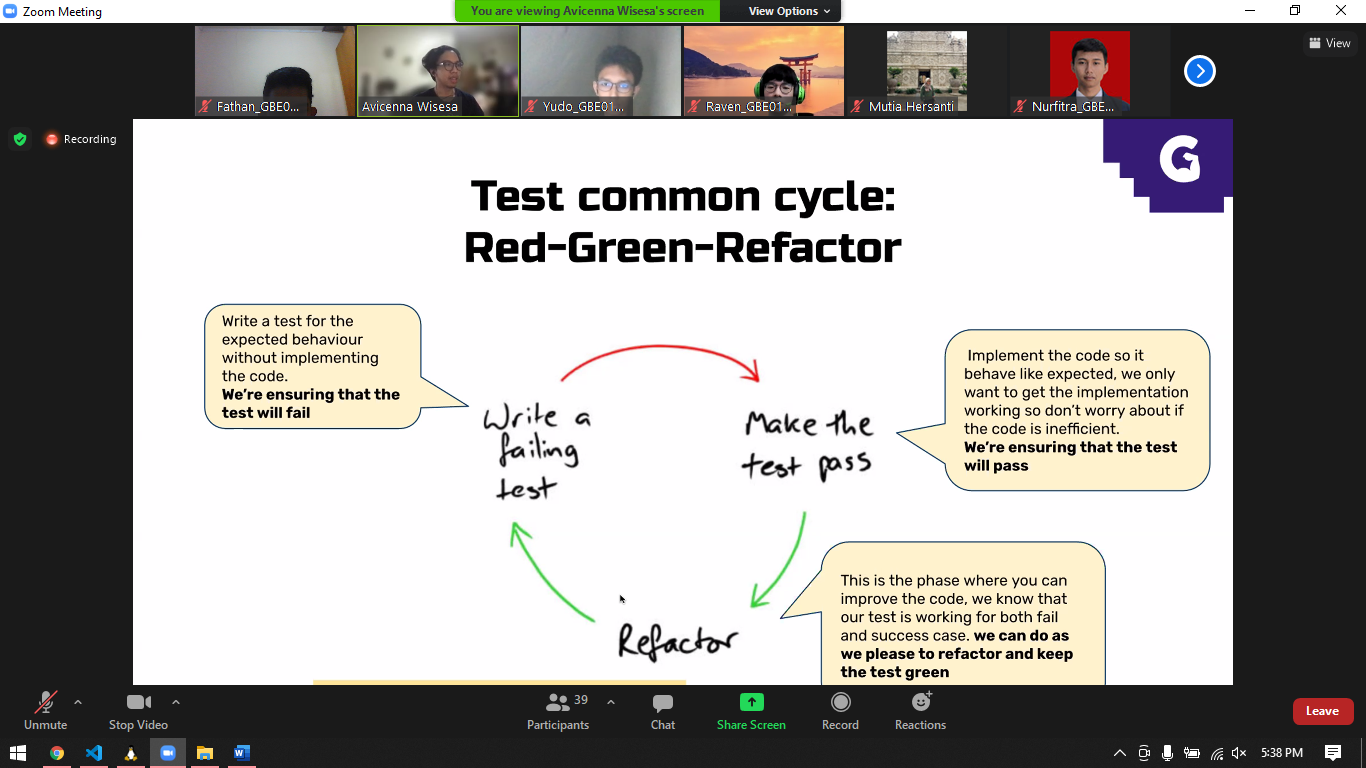 Zoom Meeting
You are viewing Avicenna Wisesa's screen
View Options
View
Fathan_GBE0...
Avicenna Wisesa
Yudo_GBE01...
Raven_GBE01...
Mutia Hersanti
Nurfitra_GBE...
Recording
G
Test common cycle:
Red-Green-Refactor
Write a test for the
expected behaviour
without implementing
the code.
We're ensuring that the
test will fail
Write a
failing
test
Make the
test pass
Implement the code so it
behave like expected, we only
want to get the implementation
working so don't worry about if
the code is inefficient.
We're ensuring that the test
will pass
Refactor
This is the phase where you can
improve the code, we know that
our test is working for both fail
and success case. we can do as
we please to refactor and keep
the test green
Unmute
Stop Video
39
Participants
Chat
Share Screen
Record
Reactions
Leave
5:38 PM